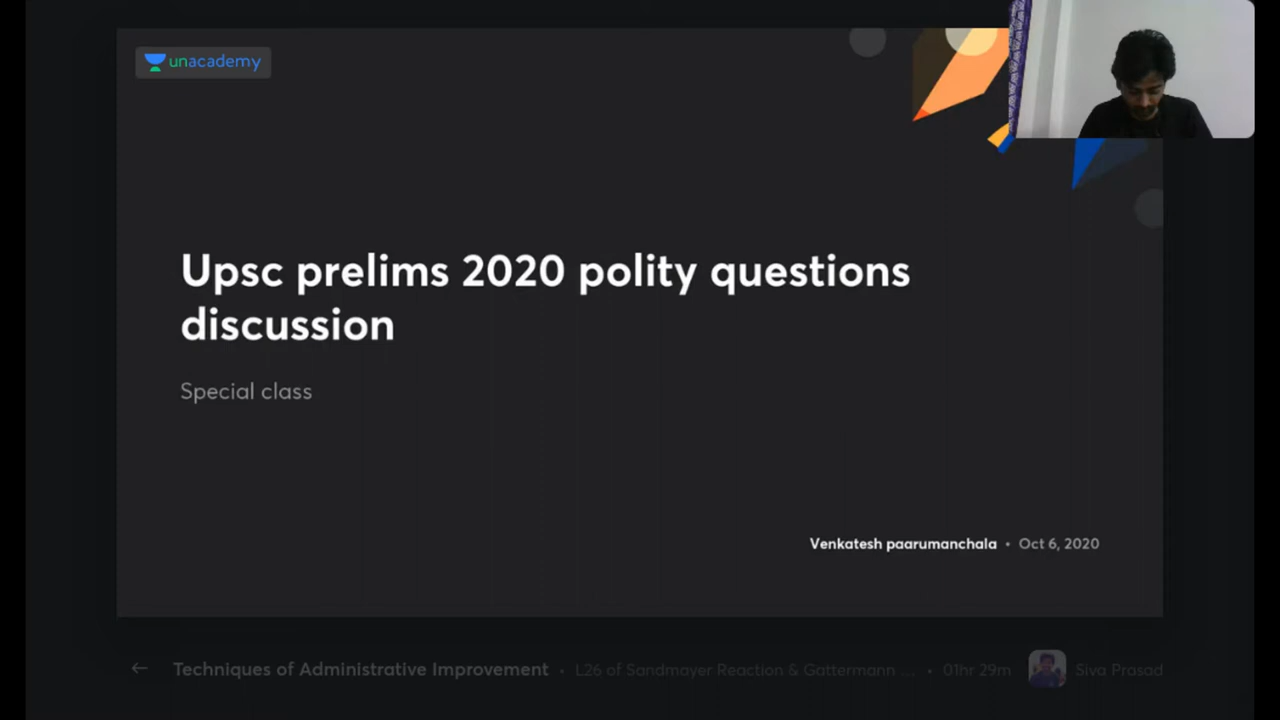 unacademy
Upsc prelims 2020 polity questions
discussion
Special class
Venkatesh paarumanchala • Oct 6, 2020
← Techniques of Administrative Improvement • L26 of Sandmayer Reaction & Gattermann ... • 01hr 29m Siva Prasad